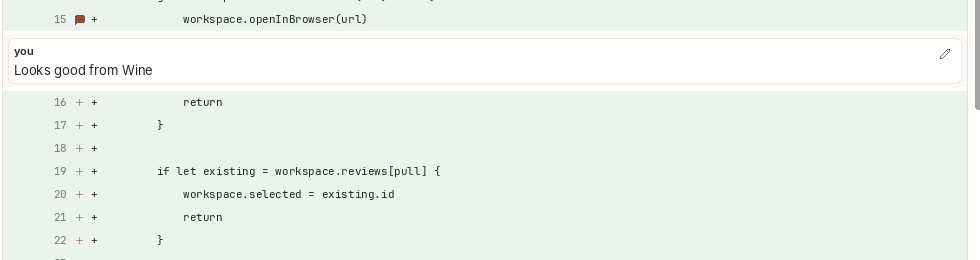 15 + workspace.openInBrowser(url)
you
Looks good from Wine
16 + + return
17 + + }
18 + +
19 + + if let existing = workspace.reviews[pull] {
20 + + workspace.selected = existing.id
21 + + return
22 + + }